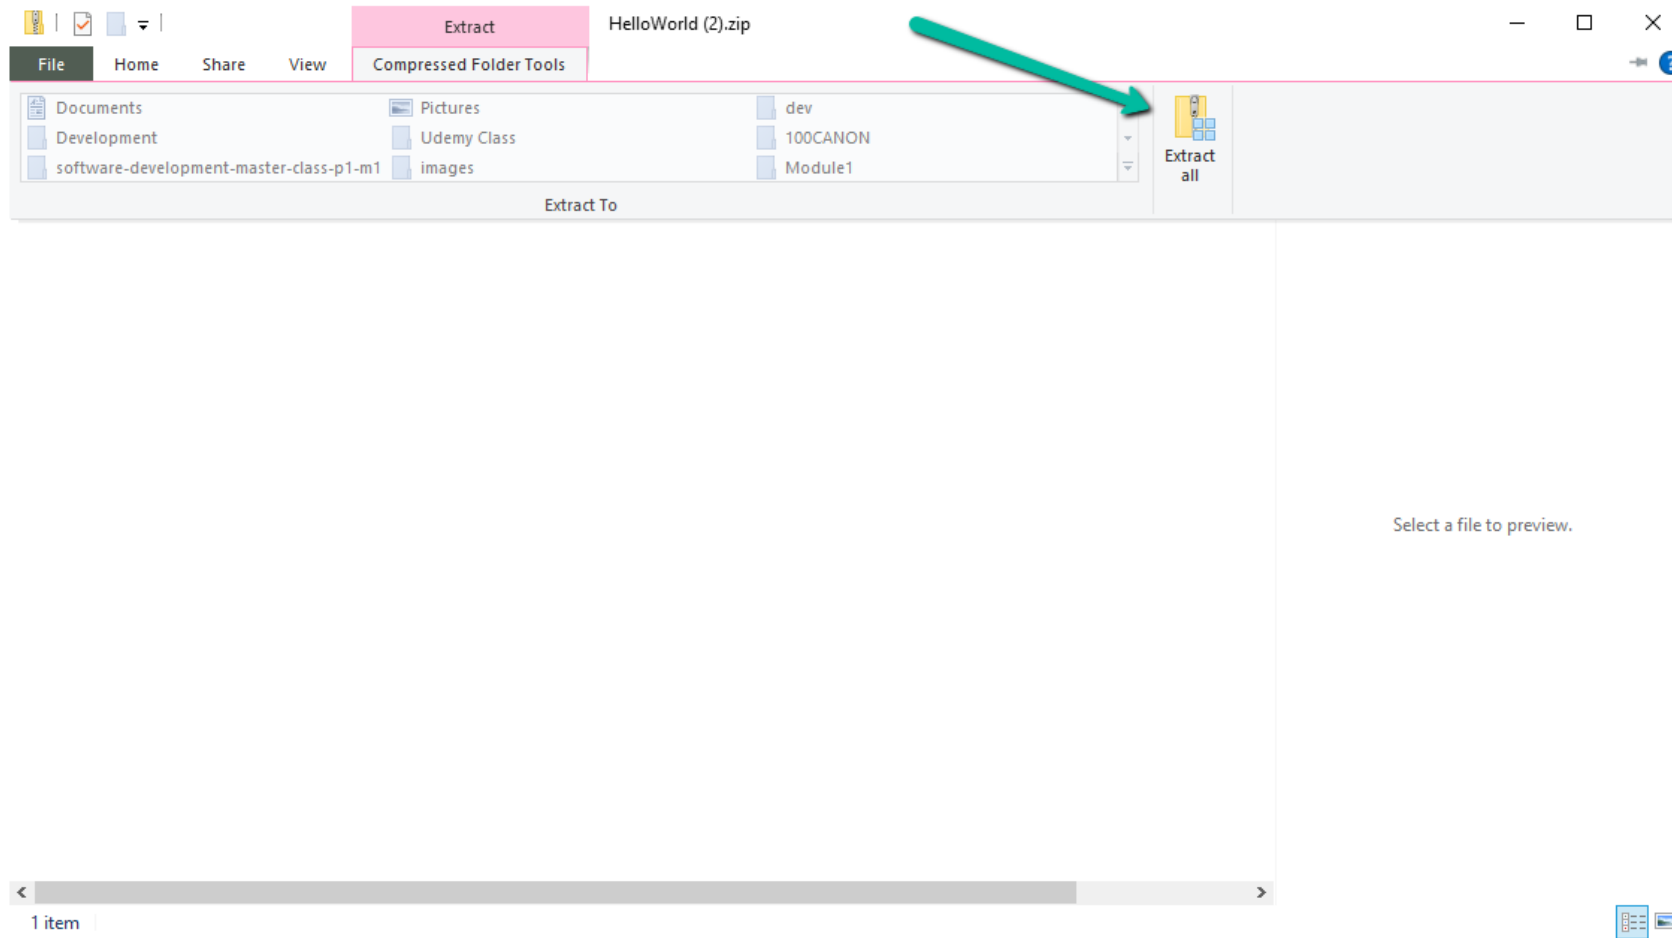 Extract
HelloWorld (2).zip
File
Home
Share
View
Compressed Folder Tools
Documents
Pictures
dev
Development
Udemy Class
100CANON
software-development-master-class-p1-m1
images
Module1
Extract
all
Extract To
Select a file to preview.
1 item